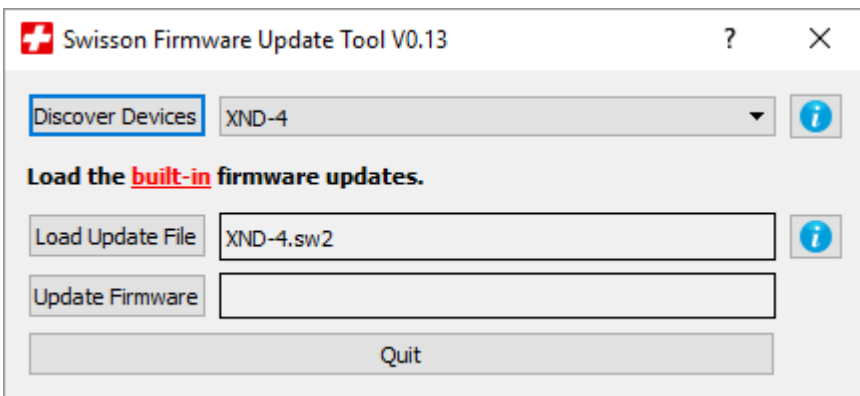 Swisson Firmware Update Tool V0.13
?
Discover Devices
XND-4
i
Load the built-in firmware updates.
Load Update File
XND-4.sw2
i
Update Firmware
Quit